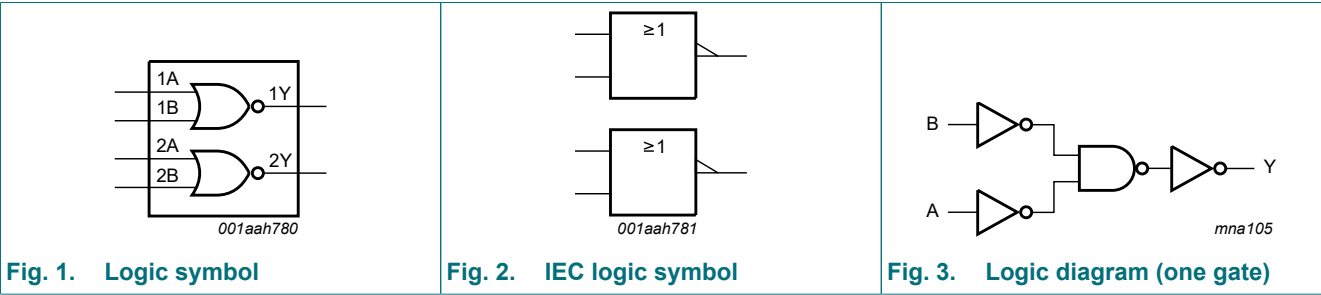 1A
1B
1Y
2A
2B
2Y
001aah780
Fig. 1. Logic symbol
≥1
≥1
001aah781
Fig. 2. IEC logic symbol
B
A
Y
mna105
Fig. 3. Logic diagram (one gate)